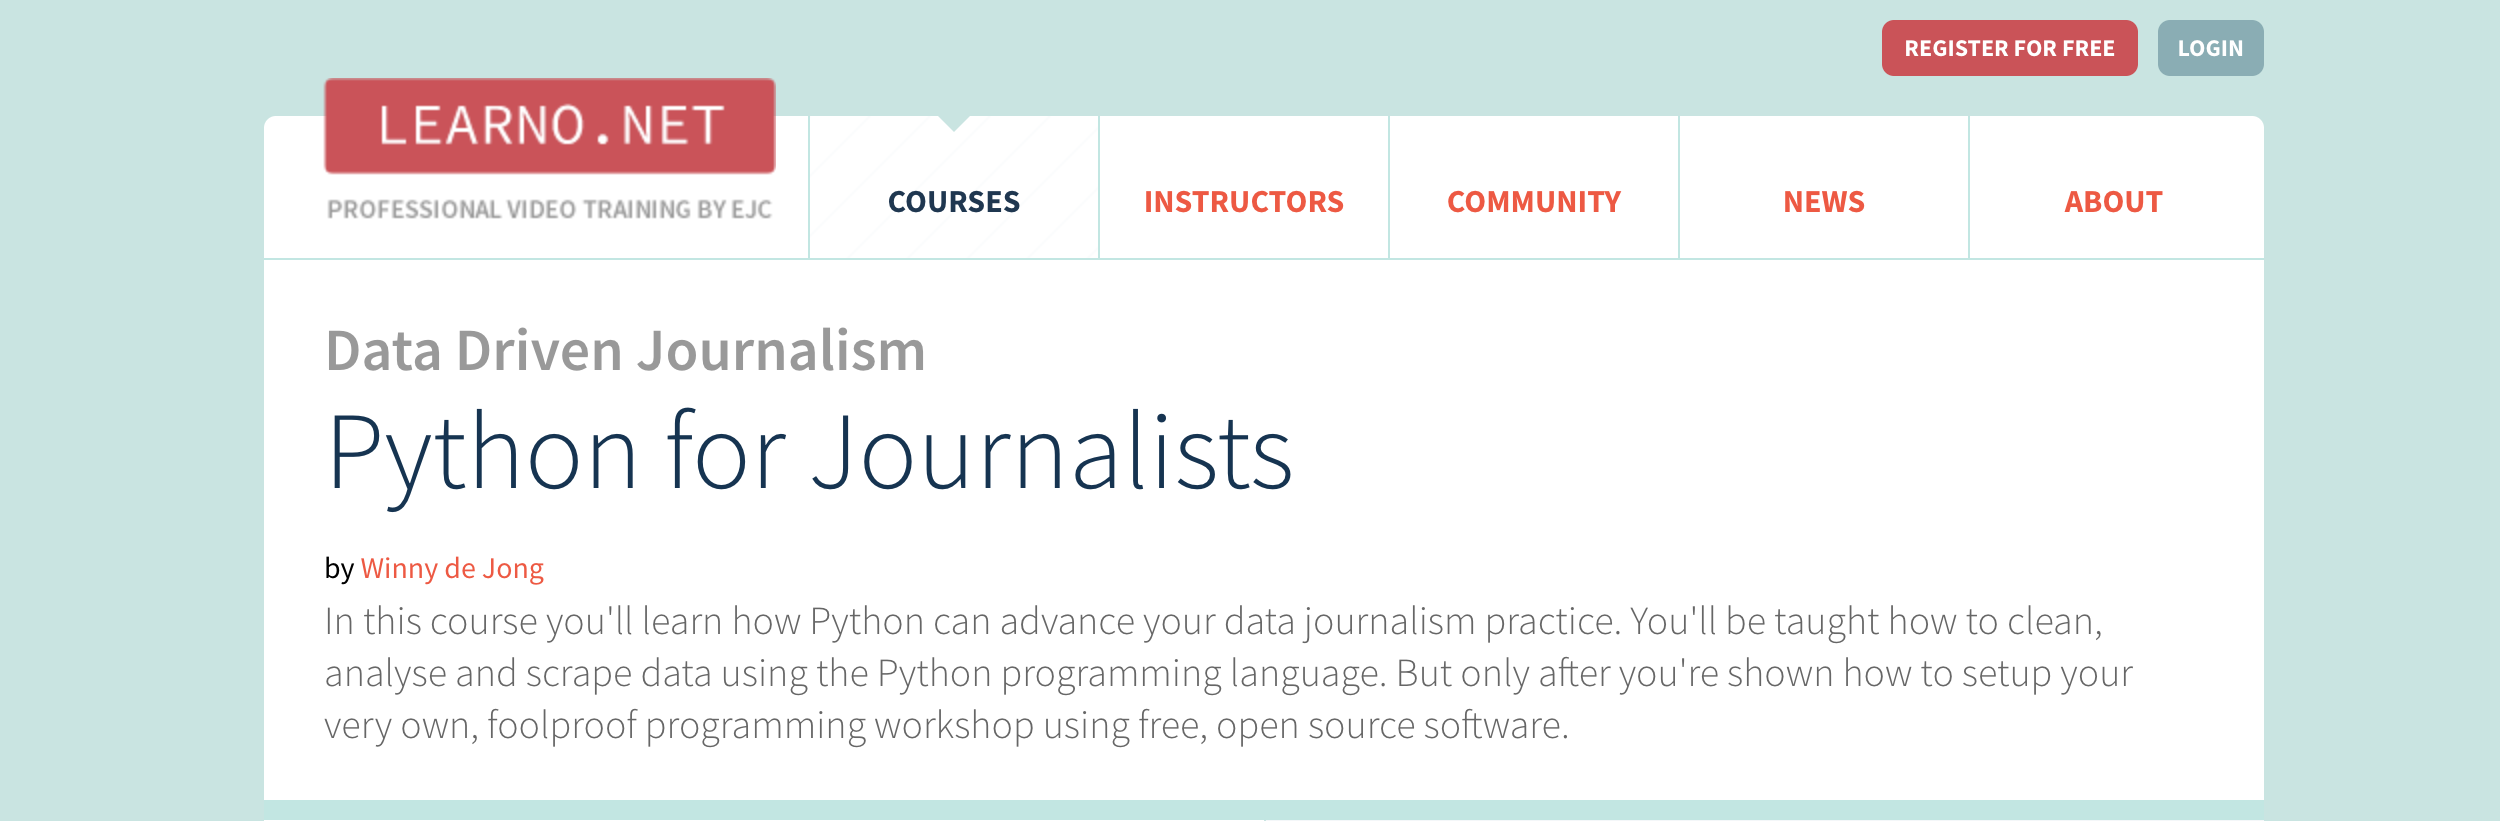 REGISTER FOR FREE
LOGIN
LEARNO.NET
PROFESSIONAL VIDEO TRAINING BY EJC
COURSES
INSTRUCTORS
COMMUNITY
NEWS
ABOUT
Data Driven Journalism
Python for Journalists
by Winny de Jong
In this course you'll learn how Python can advance your data journalism practice. You'll be taught how to clean,
analyse and scrape data using the Python programming language. But only after you're shown how to setup your
very own, foolproof programming workshop using free, open source software.